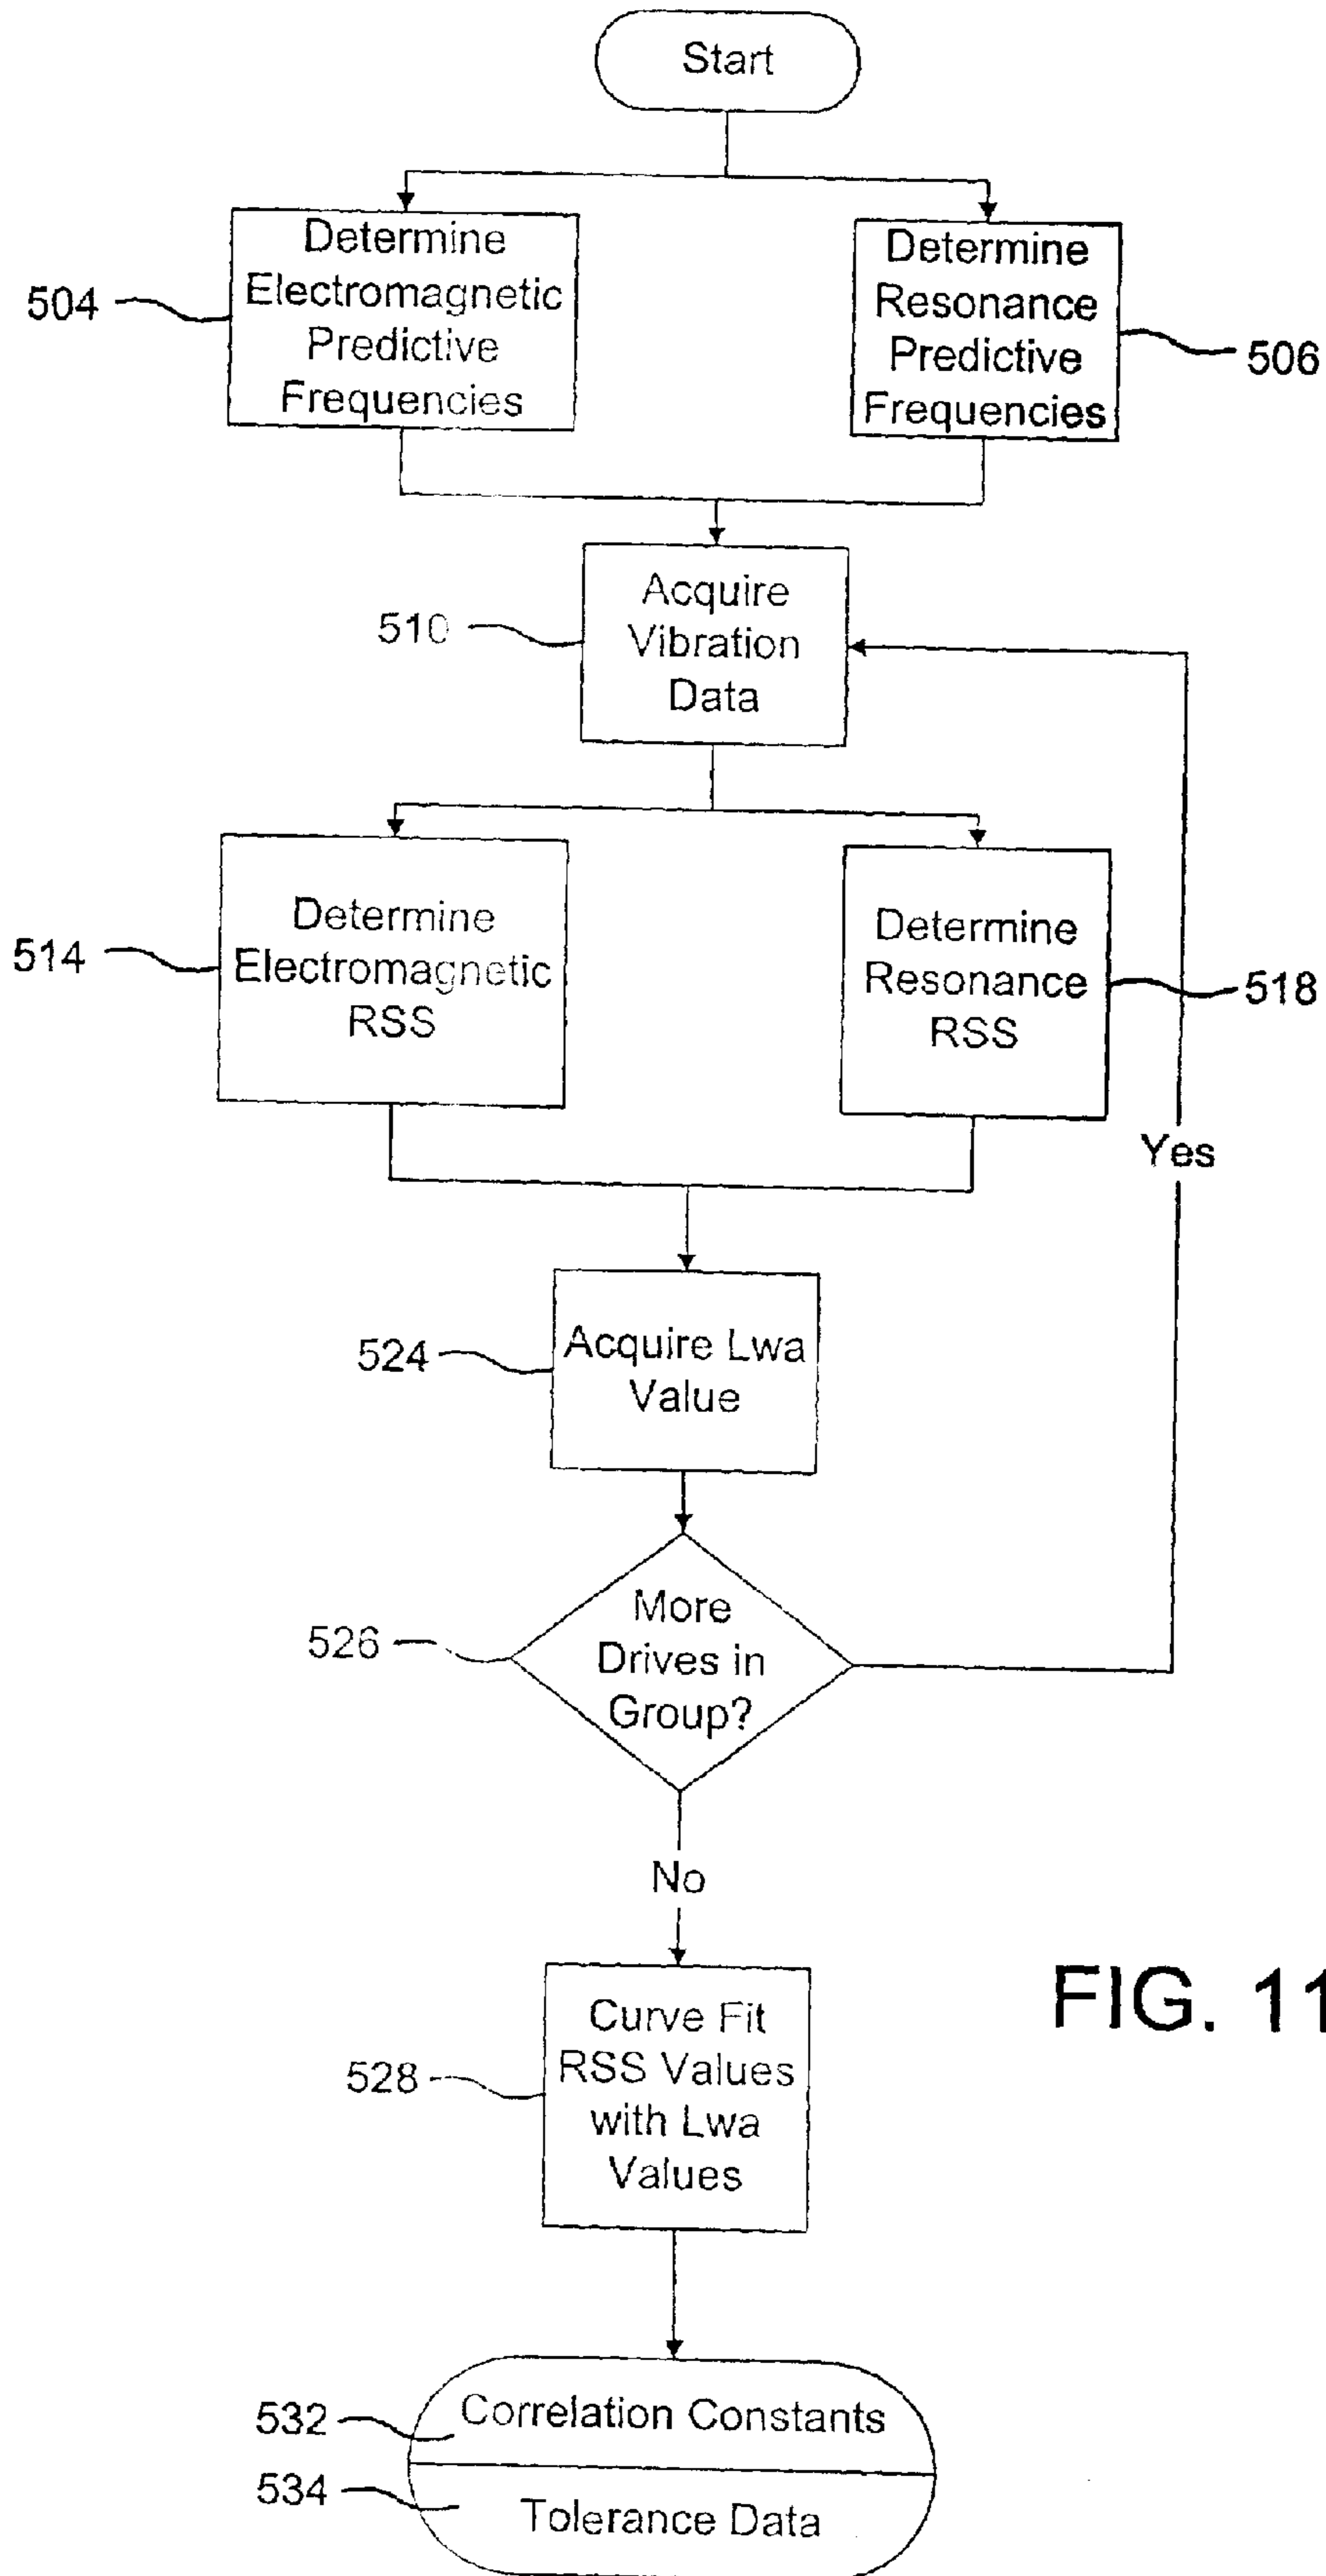 Start
Determine
Electromagnetic
Predictive
Frequencies
504
Determine
Resonance
Predictive
Frequencies
506
Acquire
Vibration
Data
510
Determine
Electromagnetic
RSS
514
Determine
Resonance
RSS
518
Yes
Acquire Lwa
Value
524
More
Drives in
Group?
526
No
Curve Fit
RSS Values
with Lwa
Values
528
FIG. 11
Correlation Constants
532
Tolerance Data
534